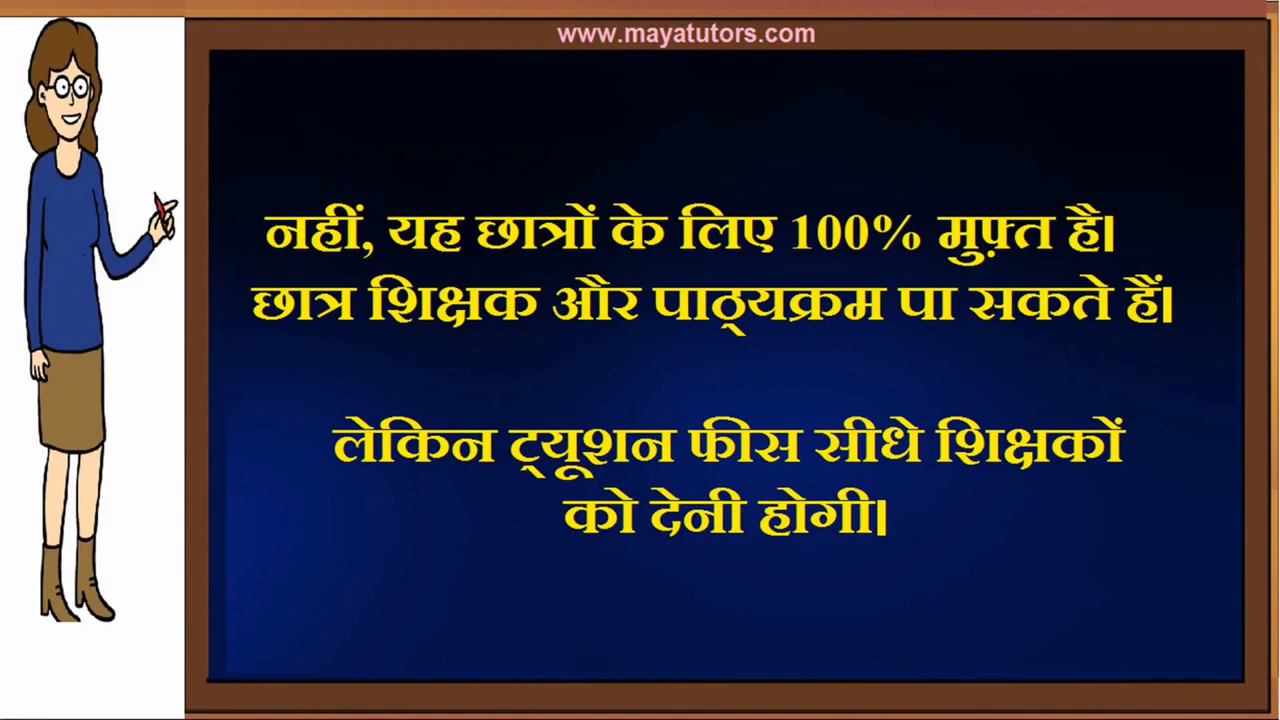 www.mayatutors.com
नहीं, यह छात्रों के लिए 100% मुफ़्त है।
छात्र शिक्षक और पाठ्यक्रम पा सकते हैं।
लेकिन ट्यूशन फीस सीधे शिक्षकों
को देनी होगी।